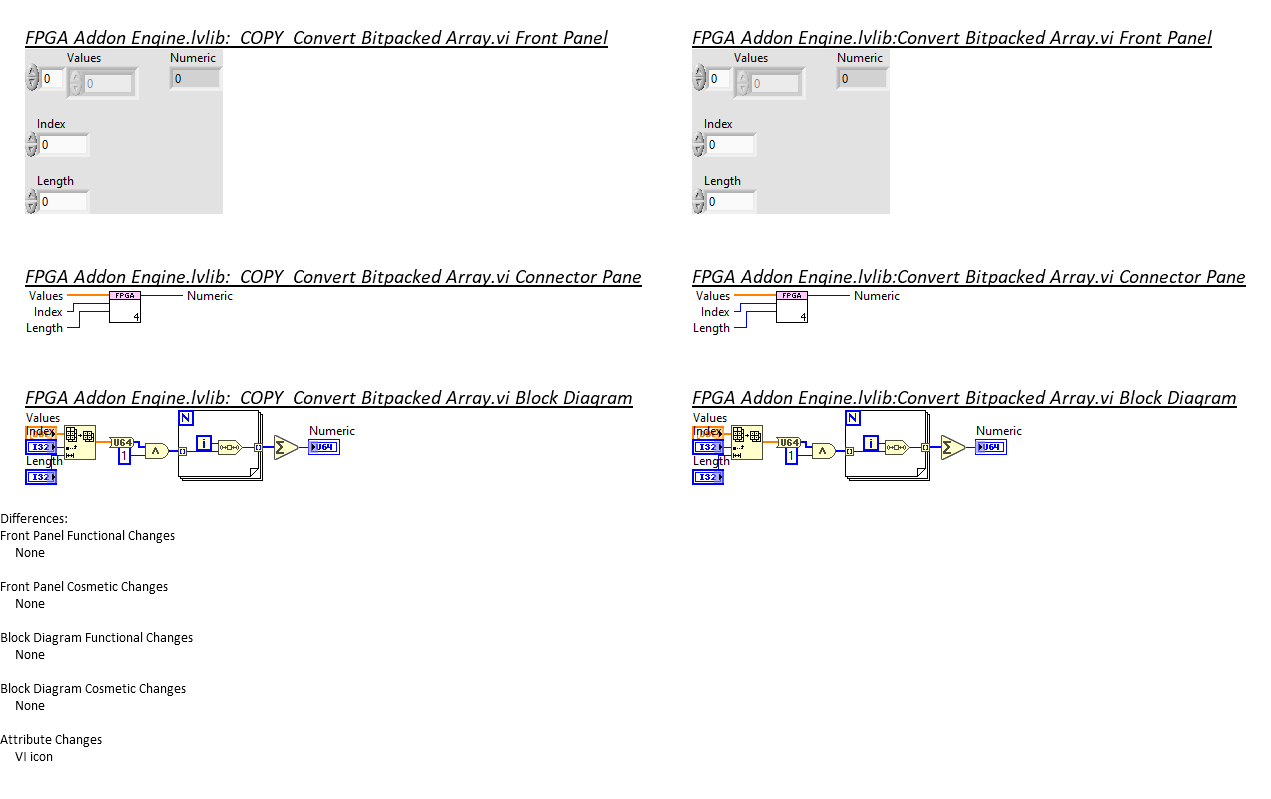 FPGA Addon Engine.lvlib:_COPY_Convert Bitpacked Array.vi Front Panel
Values
Numeric
0
0
0
Index
0
Length
0
FPGA Addon Engine.lvlib:Convert Bitpacked Array.vi Front Panel
Values
Numeric
0
0
0
Index
0
Length
0
FPGA Addon Engine.lvlib:_COPY_Convert Bitpacked Array.vi Connector Pane
Values
FPGA
Numeric
Index
4
Length
FPGA Addon Engine.lvlib:Convert Bitpacked Array.vi Connector Pane
Values
FPGA
Numeric
Index
4
Length
FPGA Addon Engine.lvlib:_COPY_Convert Bitpacked Array.vi Block Diagram
Values
N
Index
Numeric
I32
U64
i
Σ
U64
1
Length
I32
FPGA Addon Engine.lvlib:Convert Bitpacked Array.vi Block Diagram
Values
N
Index
Numeric
I32
U64
i
Σ
U64
1
Length
I32
Differences:
Front Panel Functional Changes
None
Front Panel Cosmetic Changes
None
Block Diagram Functional Changes
None
Block Diagram Cosmetic Changes
None
Attribute Changes
VI icon